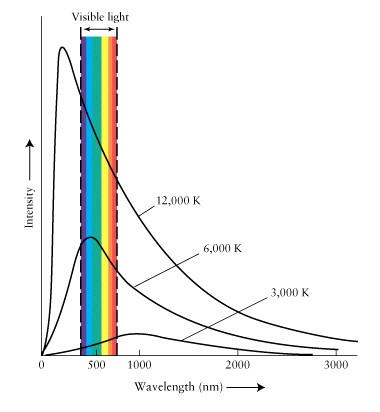 Visible light
Intensity
12,000 K
6,000 K
3,000 K
0 500 1000 2000 3000
Wavelength (nm)